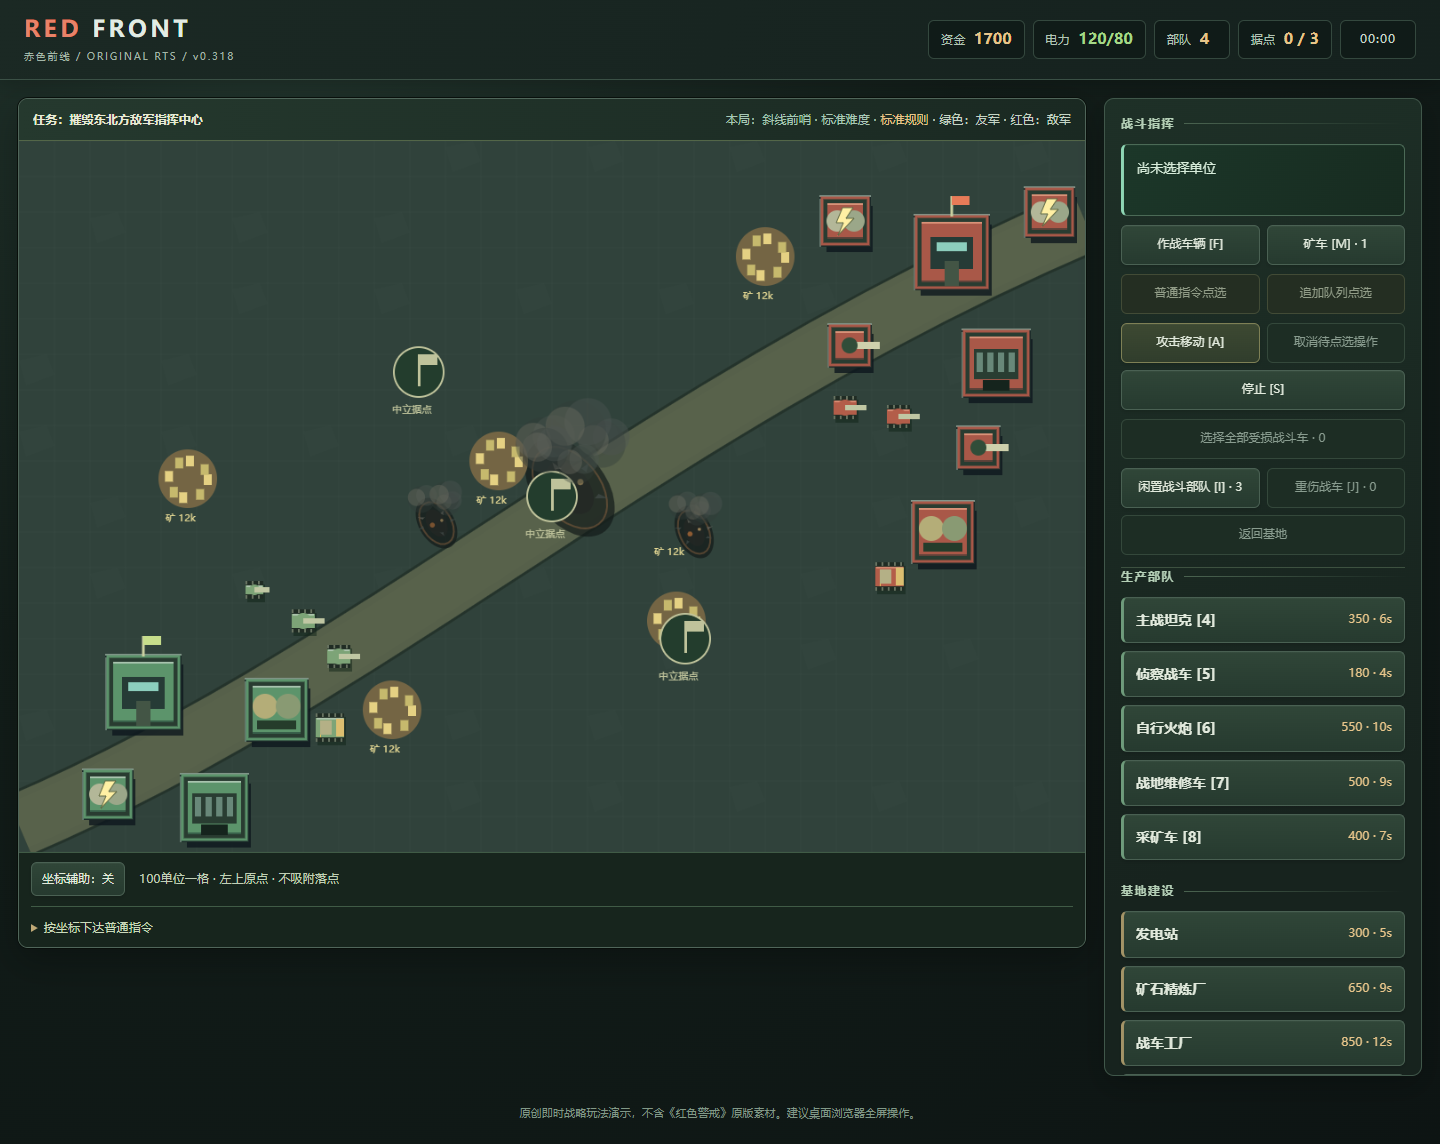 RED FRONT
赤色前线 / ORIGINAL RTS / v0.318
资金 1700
电力 120/80
部队 4
据点 0 / 3
00:00
任务：摧毁东北方敌军指挥中心
本局：斜线前哨 · 标准难度 · 标准规则 · 绿色：友军 · 红色：敌军
矿 12k
中立据点
矿 12k
矿 12k
中立据点
矿 12k
中立据点
矿 12k
坐标辅助：关
100单位一格 · 左上原点 · 不吸附落点
按坐标下达普通指令
战斗指挥
尚未选择单位
作战车辆 [F]
矿车 [M] · 1
普通指令点选
追加队列点选
攻击移动 [A]
取消待点选操作
停止 [S]
选择全部受损战斗车 · 0
闲置战斗部队 [I] · 3
重伤战车 [J] · 0
返回基地
生产部队
主战坦克 [4] 350 · 6s
侦察战车 [5] 180 · 4s
自行火炮 [6] 550 · 10s
战地维修车 [7] 500 · 9s
采矿车 [8] 400 · 7s
基地建设
发电站 300 · 5s
矿石精炼厂 650 · 9s
战车工厂 850 · 12s
原创即时战略玩法演示，不含《红色警戒》原版素材。建议桌面浏览器全屏操作。